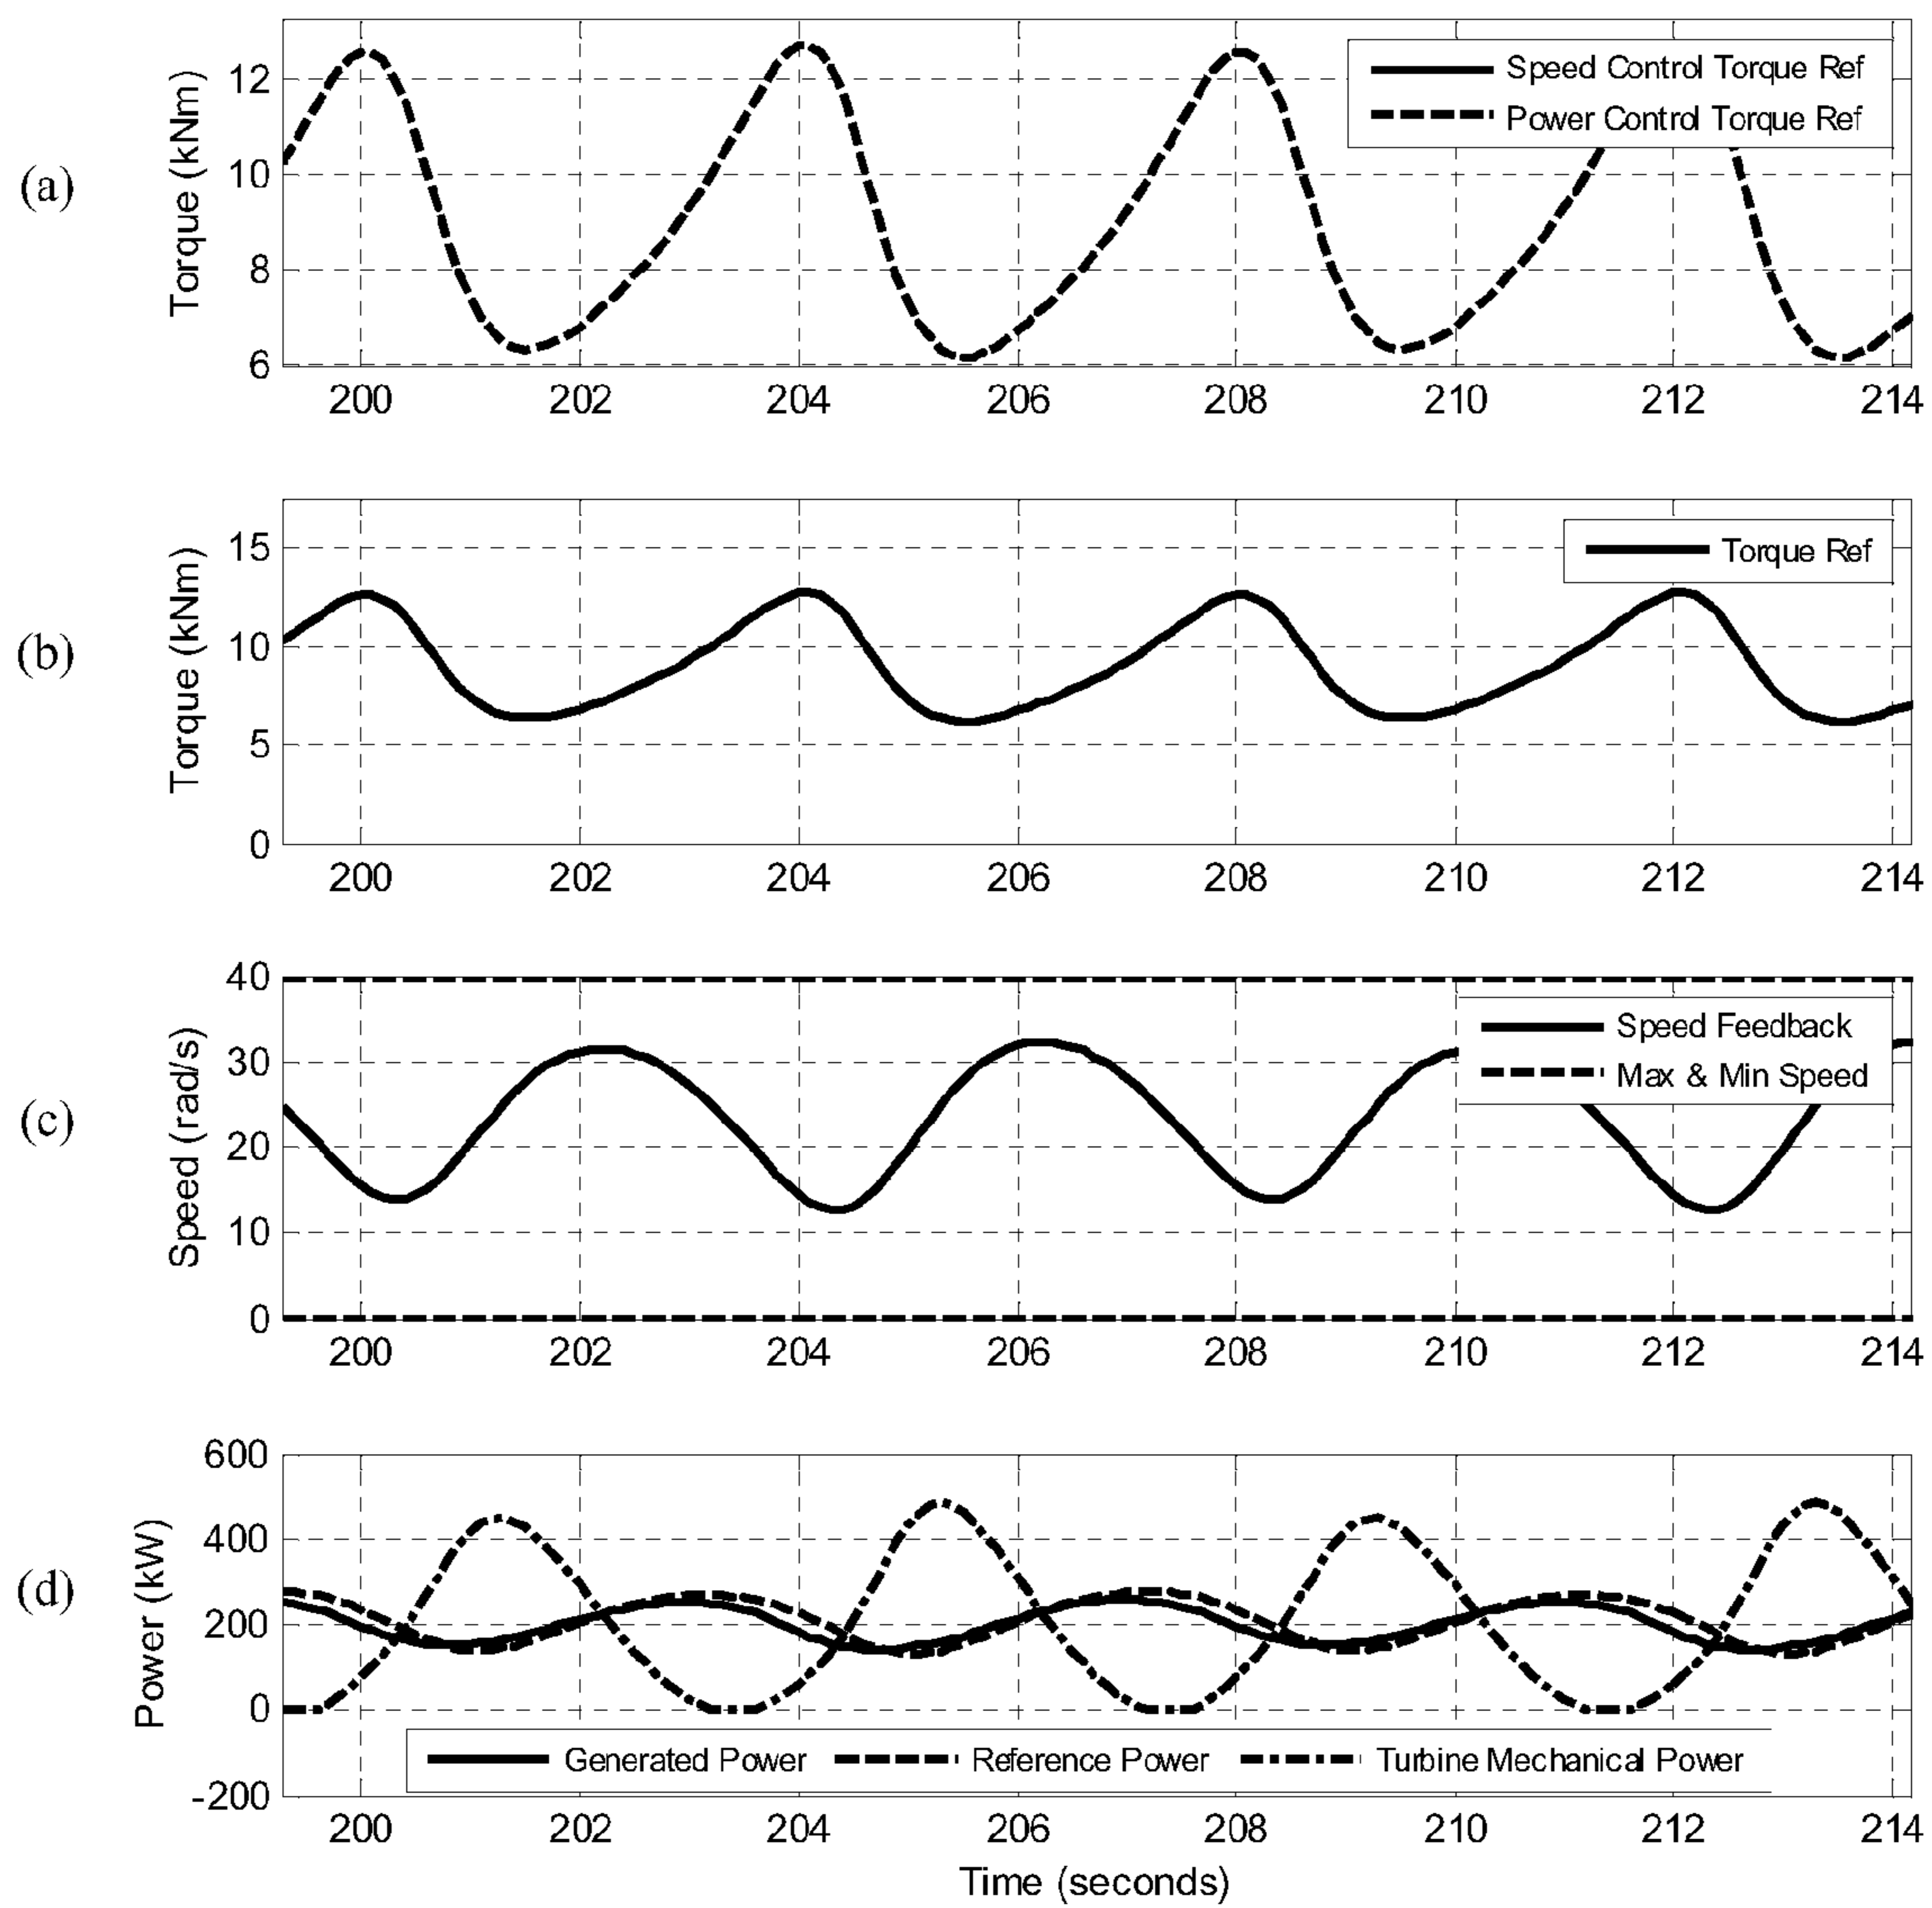 (a)
Torque (kNm)
12
10
8
6
Speed Control Torque Ref
Power Control Torque Ref
200 202 204 206 208 210 212 214
(b)
Torque (kNm)
15
10
5
0
Torque Ref
200 202 204 206 208 210 212 214
(c)
Speed (rad/s)
40
30
20
10
0
Speed Feedback
Max & Min Speed
200 202 204 206 208 210 212 214
(d)
Power (kW)
600
400
200
0
-200
Generated Power Reference Power Turbine Mechanical Power
200 202 204 206 208 210 212 214
Time (seconds)